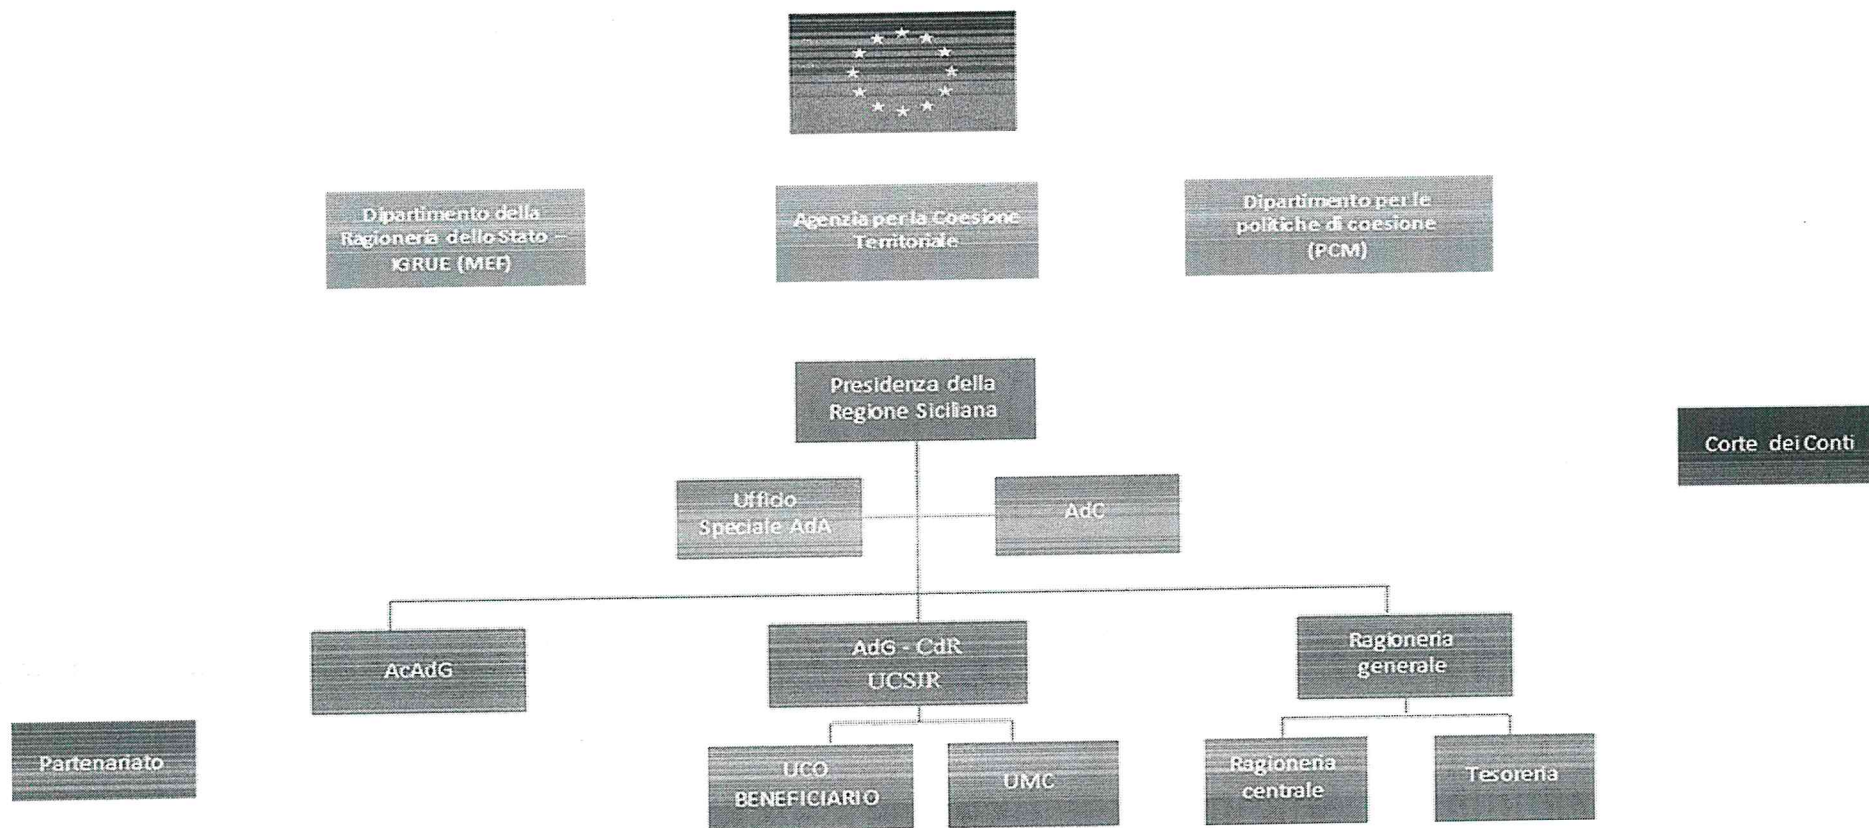 Dipartimento della
Ragioneria dello Stato –
IGRUE (MEF)
Agenzia per la Coesione
Territoriale
Dipartimento per le
politiche di coesione
(PCM)
Presidenza della
Regione Siciliana
Corte dei Conti
Ufficio
Speciale AdA
AdC
AcAdG
AdG - CdR
UCSIR
Ragioneria
generale
Partenariato
UCO
BENEFICIARIO
UMC
Ragioneria
centrale
Tesoreria